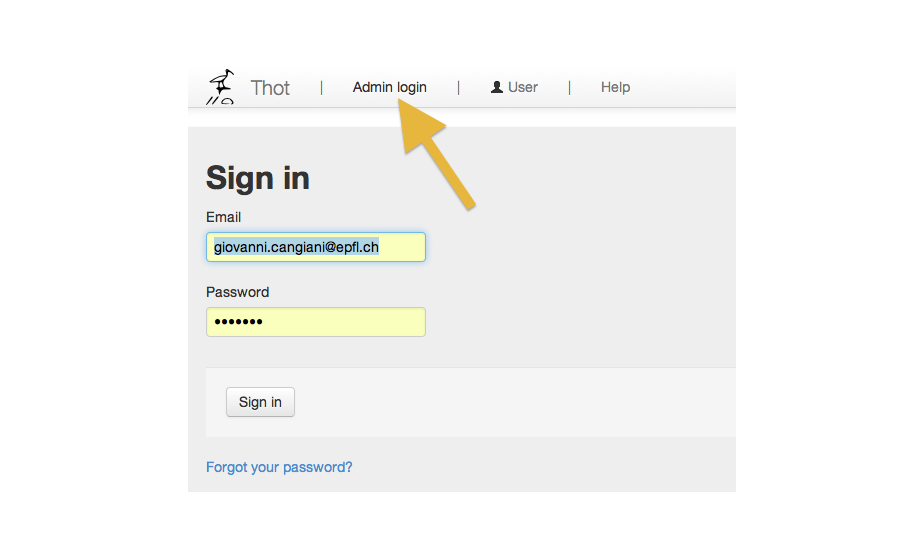 Thot | Admin login | User | Help
Sign in
Email
giovanni.cangiani@epfl.ch
Password
•••••••
Sign in
Forgot your password?